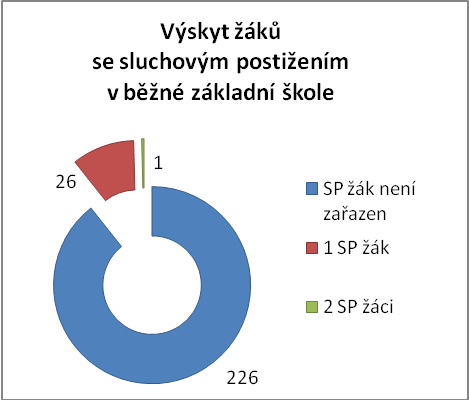 Výskyt žáků
se sluchovým postižením
v běžné základní škole
1
26
226
SP žák není
zařazen
1 SP žák
2 SP žáci